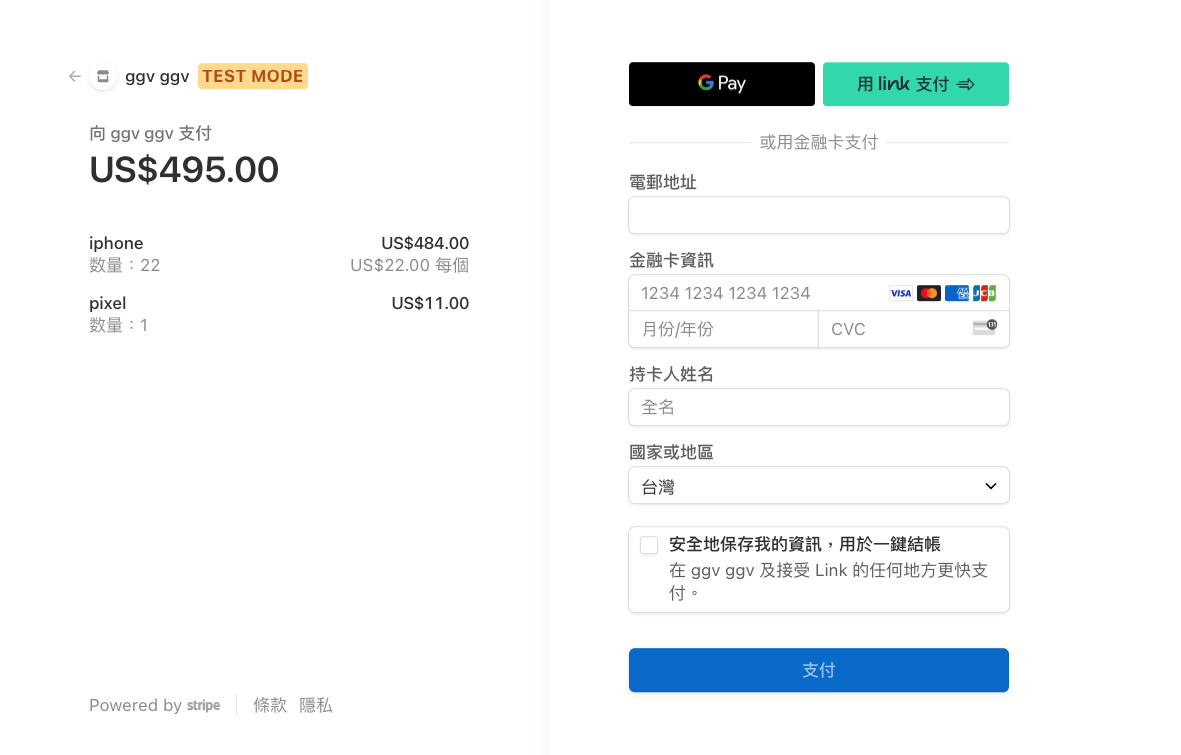 ggv ggv TEST MODE
向 ggv ggv 支付
US$495.00
iphone US$484.00
数量：22 US$22.00 每個
pixel US$11.00
数量：1
Powered by stripe 條款 隱私
G Pay 用 link 支付
或用金融卡支付
電郵地址
金融卡資訊
1234 1234 1234 1234 VISA JCB
月份/年份 CVC 135
持卡人姓名
全名
國家或地區
台灣
安全地保存我的資訊，用於一鍵結帳
在 ggv ggv 及接受 Link 的任何地方更快支
付。
支付